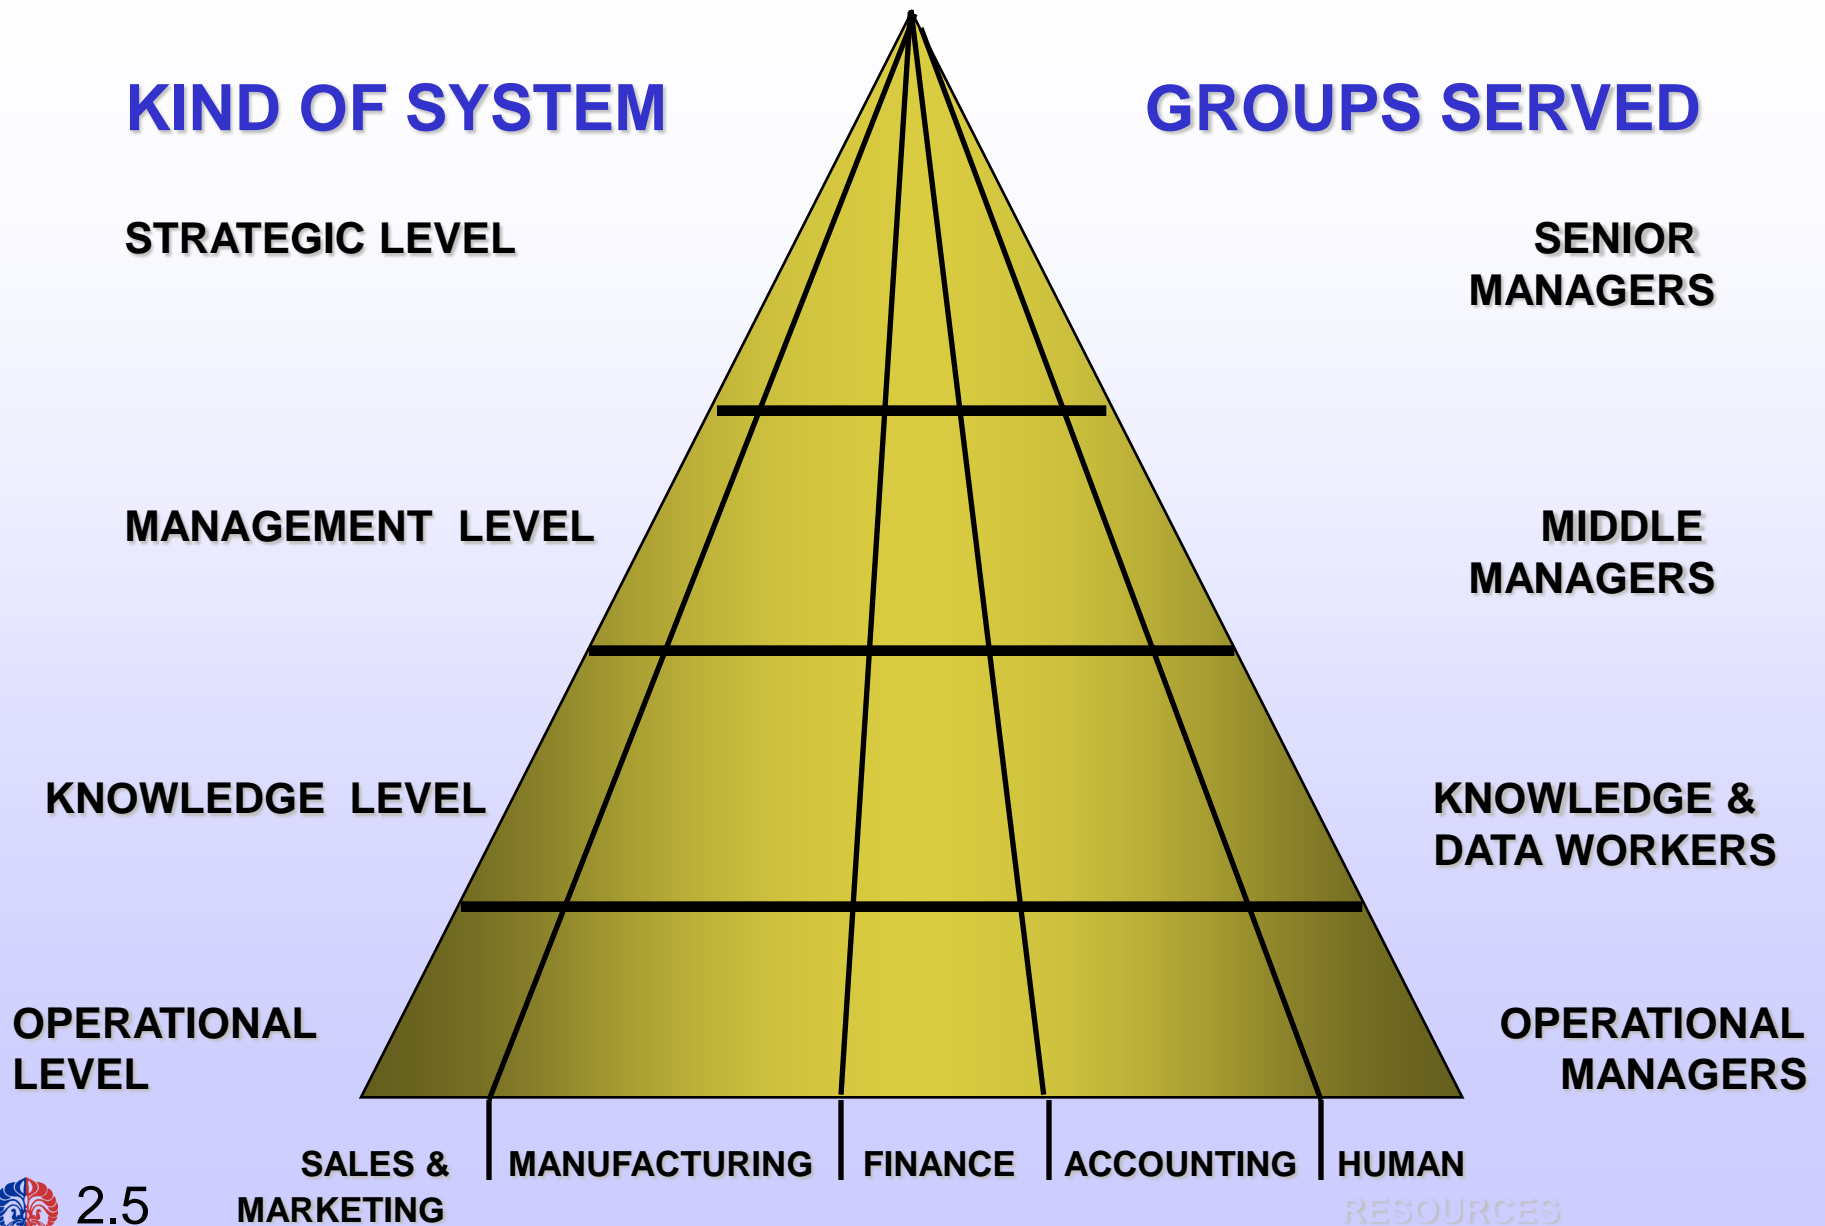 KIND OF SYSTEM
GROUPS SERVED
STRATEGIC LEVEL
SENIOR
MANAGERS
MANAGEMENT LEVEL
MIDDLE
MANAGERS
KNOWLEDGE LEVEL
KNOWLEDGE &
DATA WORKERS
OPERATIONAL
LEVEL
OPERATIONAL
MANAGERS
SALES &
MARKETING
MANUFACTURING
FINANCE
ACCOUNTING
HUMAN
RESOURCES
2.5